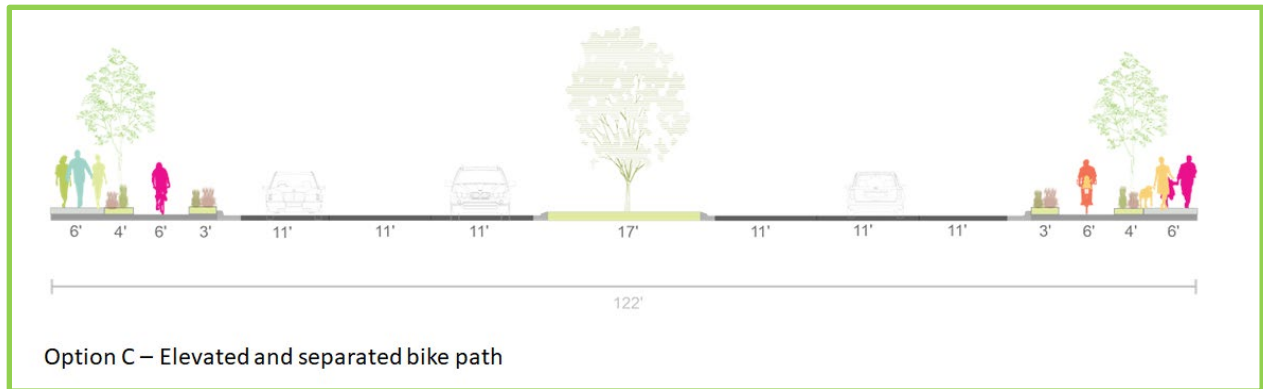 6' 4' 6' 3' 11' 11' 11' 17' 11' 11' 11' 3' 6' 4' 6'
122'
Option C – Elevated and separated bike path